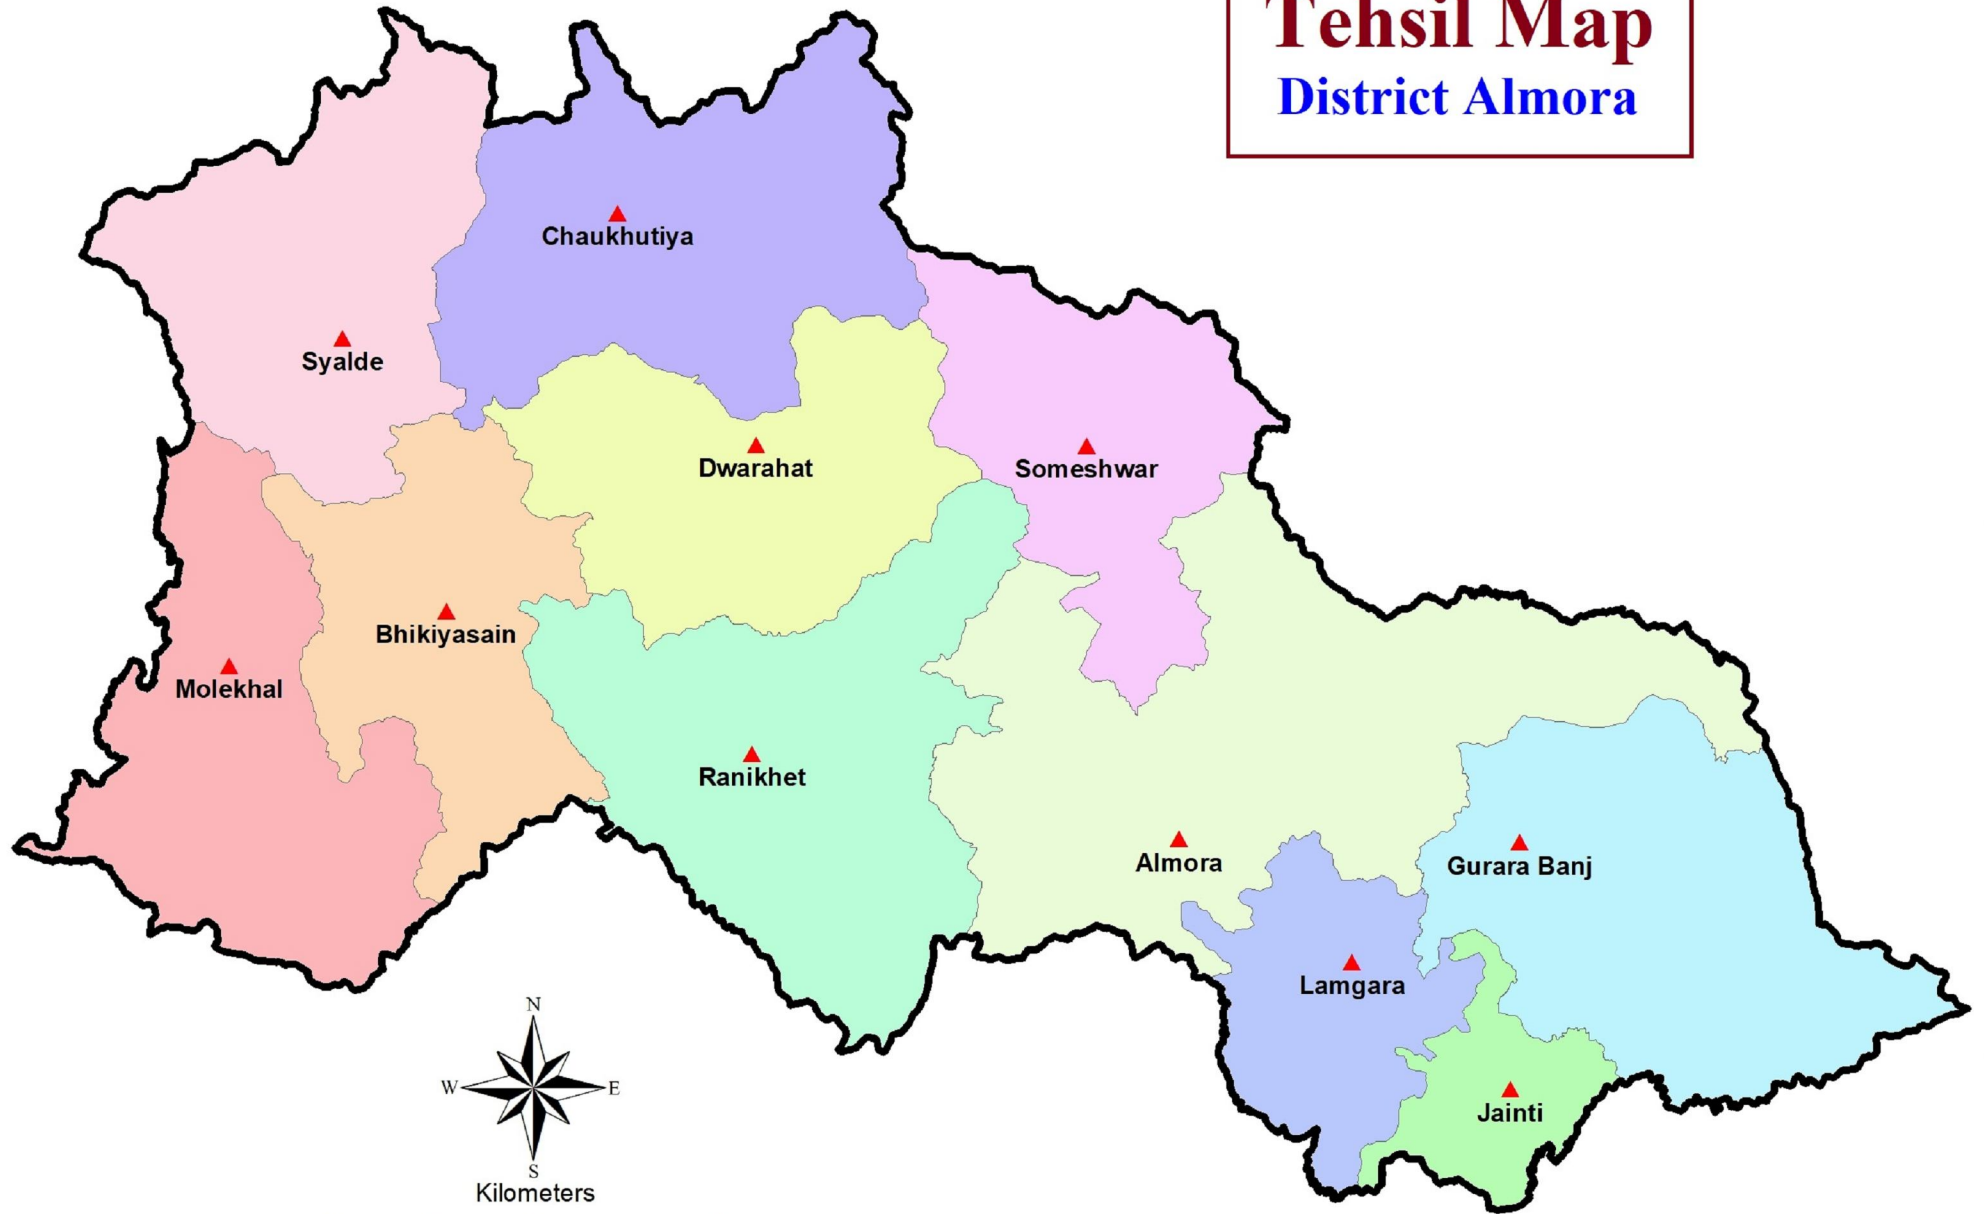 Tehsil Map
District Almora
Chaukhutiya
Syalde
Dwarahat
Someshwar
Bhikiyasain
Molekhal
Ranikhet
Almora
Gurara Banj
Lamgara
Jainti
N
W
E
S
Kilometers